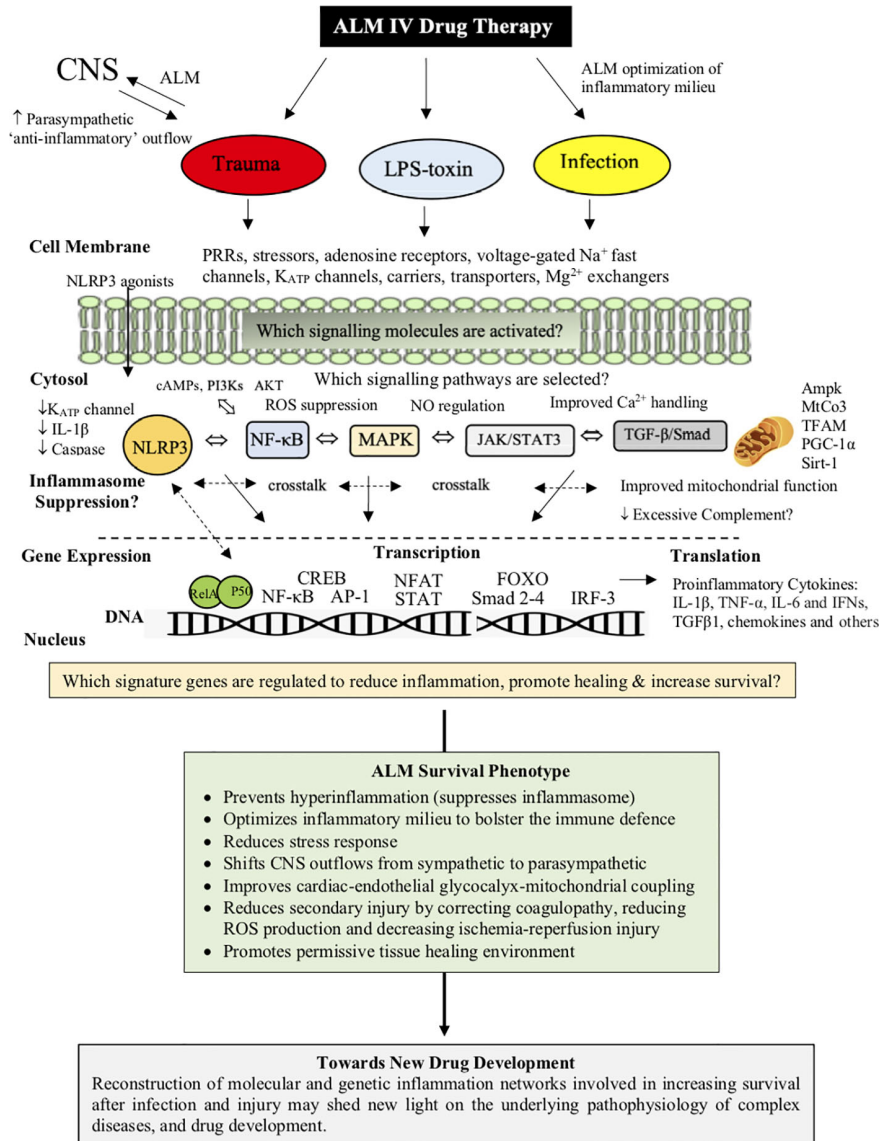 ALM IV Drug Therapy
CNS
ALM
↑ Parasympathetic
‘anti-inflammatory’ outflow
ALM optimization of
inflammatory milieu
Trauma
LPS-toxin
Infection
Cell Membrane
PRRs, stressors, adenosine receptors, voltage-gated Na⁺ fast
channels, K_ATP channels, carriers, transporters, Mg²⁺ exchangers
NLRP3 agonists
Which signalling molecules are activated?
Cytosol
Which signalling pathways are selected?
cAMPs, PI3Ks AKT
ROS suppression
NO regulation
Improved Ca²⁺ handling
↓K_ATP channel
↓ IL-1β
↓ Caspase
NLRP3
NF-κB
MAPK
JAK/STAT3
TGF-β/Smad
Ampk
MtCo3
TFAM
PGC-1α
Sirt-1
Inflammasome
Suppression?
crosstalk
crosstalk
Improved mitochondrial function
↓ Excessive Complement?
Gene Expression
Transcription
Translation
RelA
P50
CREB
NF-κB AP-1
NFAT
STAT
FOXO
Smad 2-4
IRF-3
Proinflammatory Cytokines:
IL-1β, TNF-α, IL-6 and IFNs,
TGFβ1, chemokines and others
DNA
Nucleus
Which signature genes are regulated to reduce inflammation, promote healing & increase survival?
ALM Survival Phenotype
• Prevents hyperinflammation (suppresses inflammasome)
• Optimizes inflammatory milieu to bolster the immune defence
• Reduces stress response
• Shifts CNS outflows from sympathetic to parasympathetic
• Improves cardiac-endothelial glycocalyx-mitochondrial coupling
• Reduces secondary injury by correcting coagulopathy, reducing
ROS production and decreasing ischemia-reperfusion injury
• Promotes permissive tissue healing environment
Towards New Drug Development
Reconstruction of molecular and genetic inflammation networks involved in increasing survival
after infection and injury may shed new light on the underlying pathophysiology of complex
diseases, and drug development.